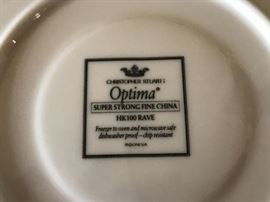 CHRISTOPHER STUART
Optima®
SUPER STRONG FINE CHINA
HK100 RAVE
Freezer to oven and microwave safe
dishwasher proof - chip resistant
INDONESIA